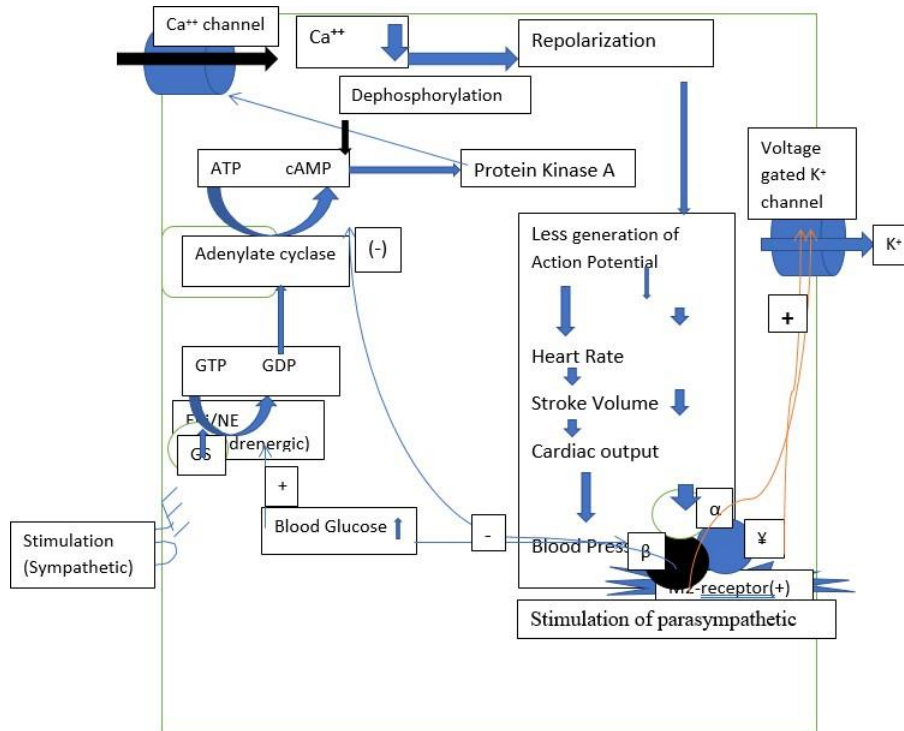 Ca⁺⁺ channel
Ca⁺⁺
Repolarization
Dephosphorylation
ATP cAMP
Protein Kinase A
Voltage
gated K⁺
channel
K⁺
Adenylate cyclase
(-)
Less generation of
Action Potential
+
GTP GDP
Heart Rate
/NE
drenergic)
GS
Stroke Volume
Cardiac output
+
α
Stimulation
(Sympathetic)
Blood Glucose
-
Blood Press
β
¥
M2-receptor(+)
Stimulation of parasympathetic